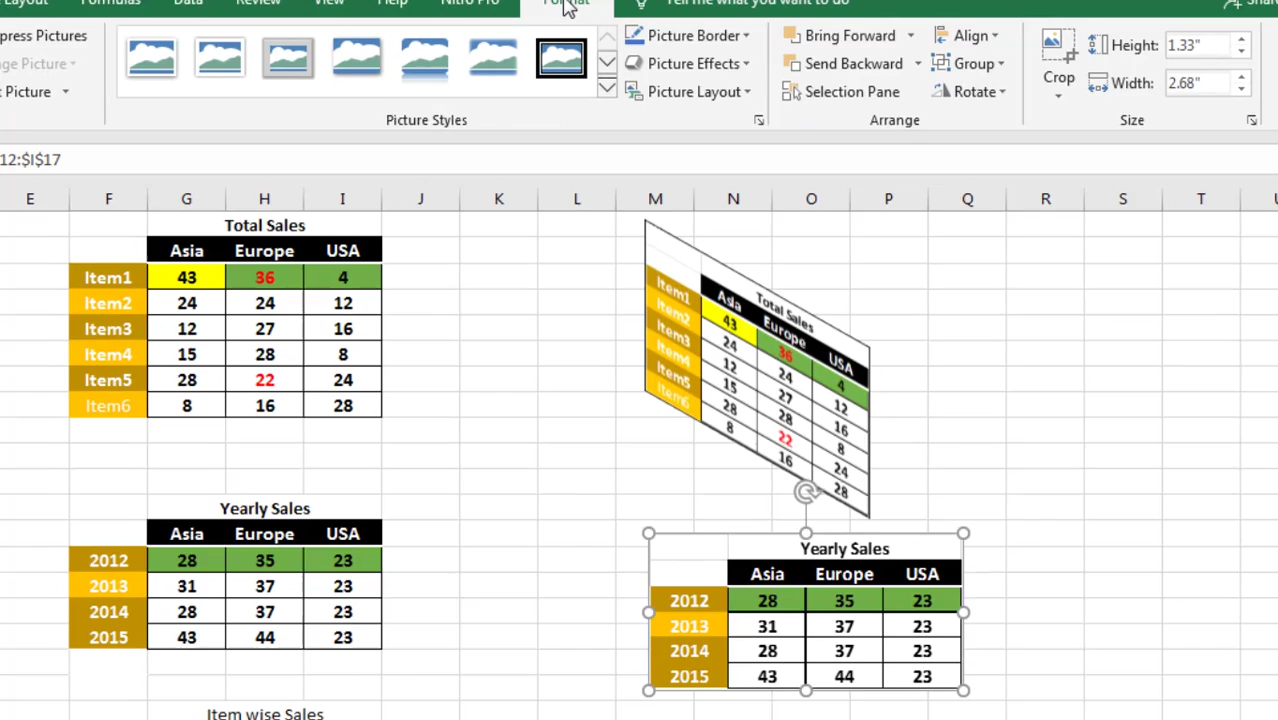 Layout Formulas Data Review View Help Nitro Pro Format Tell me what you want to do
press Pictures
nge Picture
t Picture
Picture Styles
Picture Border
Picture Effects
Picture Layout
Bring Forward
Send Backward
Selection Pane
Align
Group
Rotate
Arrange
Crop
Height: 1.33"
Width: 2.68"
Size
12:$I$17
E F G H I J K L M N O P Q R S T
Total Sales
Asia Europe USA
Item1 43 36 4
Item2 24 24 12
Item3 12 27 16
Item4 15 28 8
Item5 28 22 24
Item6 8 16 28
Total Sales
Asia Europe USA
Item1 43 36 4
Item2 24 24 12
Item3 12 27 16
Item4 15 28 8
Item5 28 22 24
Item6 8 16 28
Yearly Sales
Asia Europe USA
2012 28 35 23
2013 31 37 23
2014 28 37 23
2015 43 44 23
Yearly Sales
Asia Europe USA
2012 28 35 23
2013 31 37 23
2014 28 37 23
2015 43 44 23
Item wise Sales